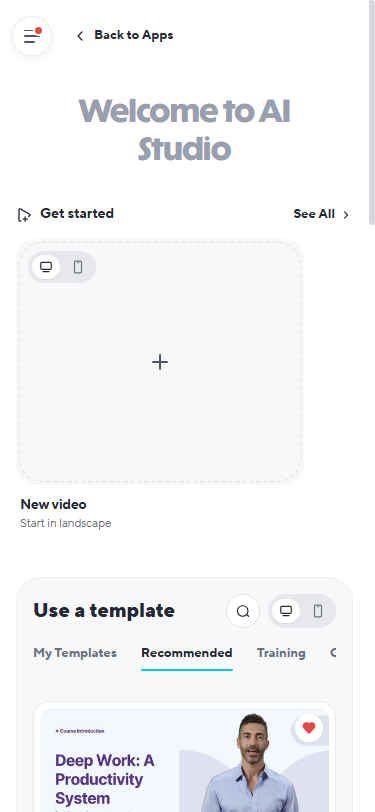 Back to Apps
Welcome to AI
Studio
Get started
See All
New video
Start in landscape
Use a template
My Templates
Recommended
Training
Course Introduction
Deep Work: A
Productivity
System